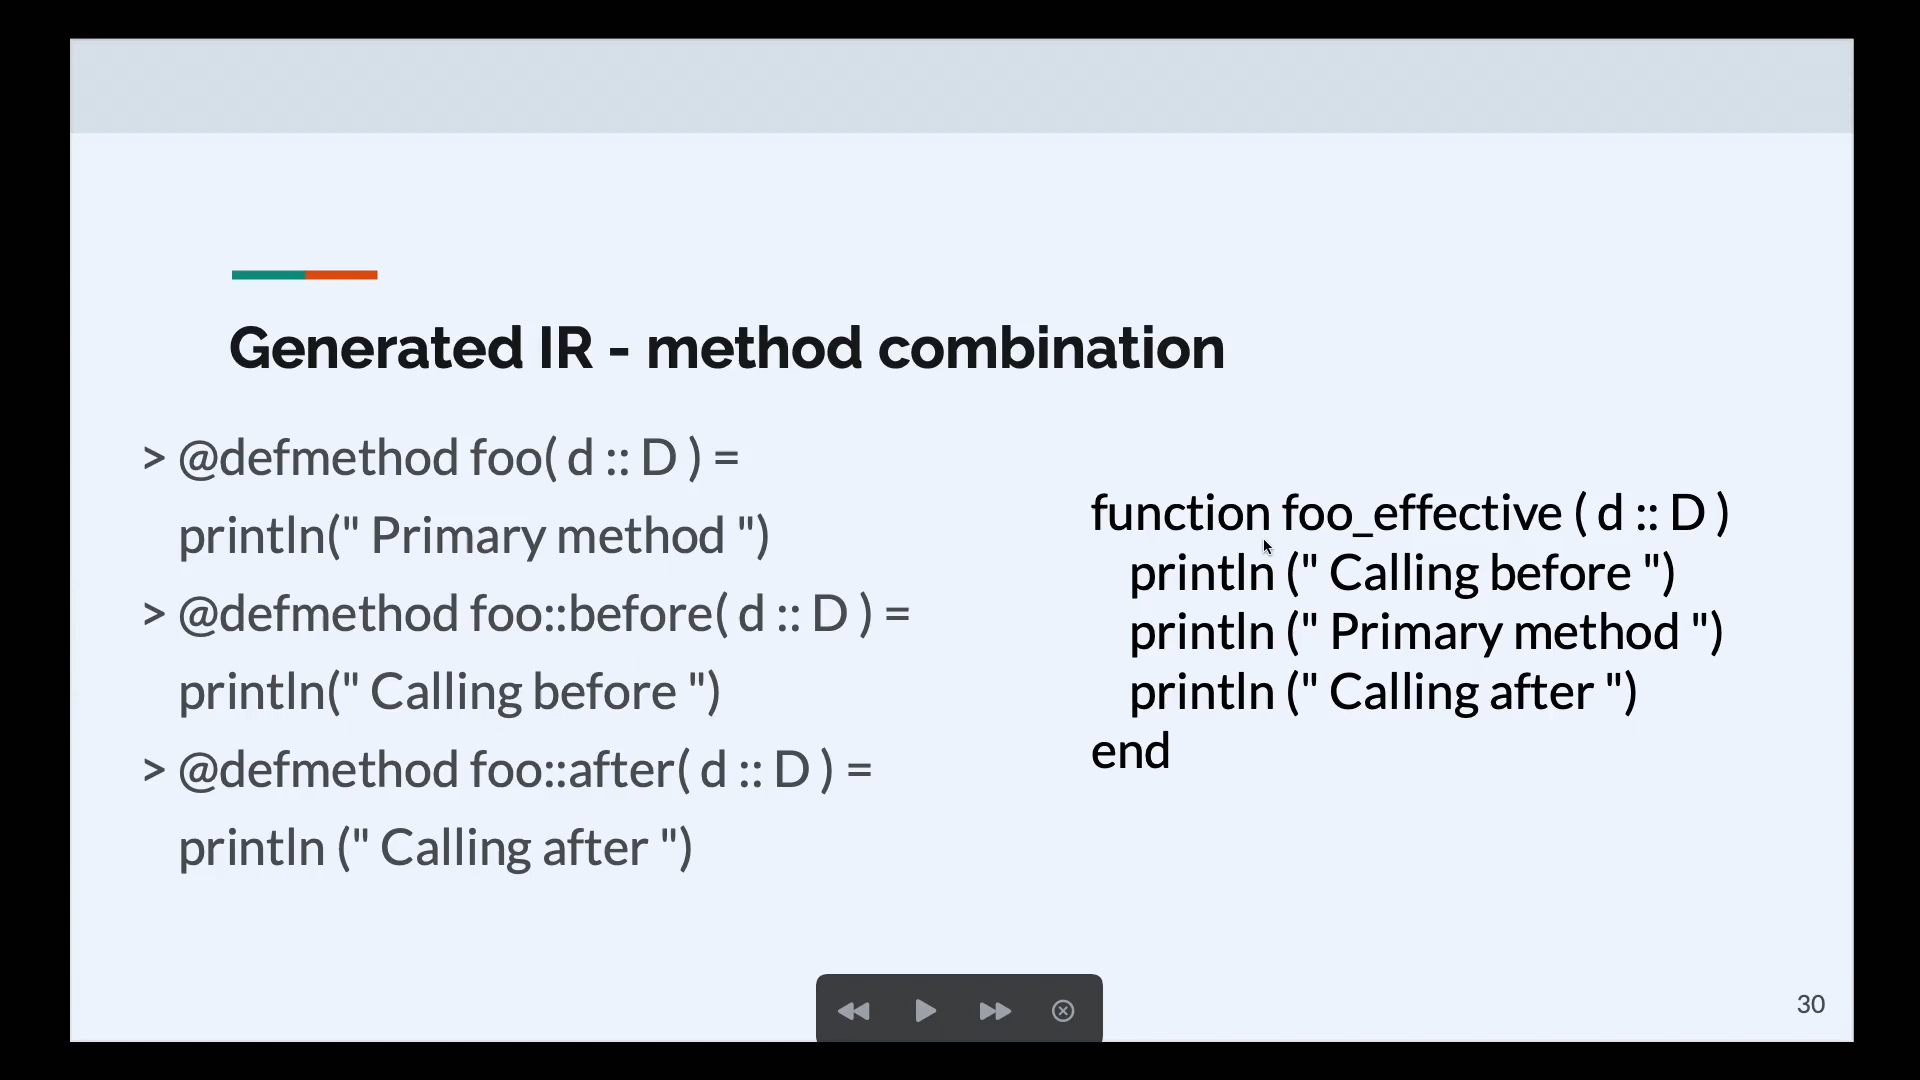 Generated IR - method combination
> @defmethod foo( d :: D ) =
println(" Primary method ")
> @defmethod foo::before( d :: D ) =
println(" Calling before ")
> @defmethod foo::after( d :: D ) =
println (" Calling after ")
function foo_effective ( d :: D )
println (" Calling before ")
println (" Primary method ")
println (" Calling after ")
end
30